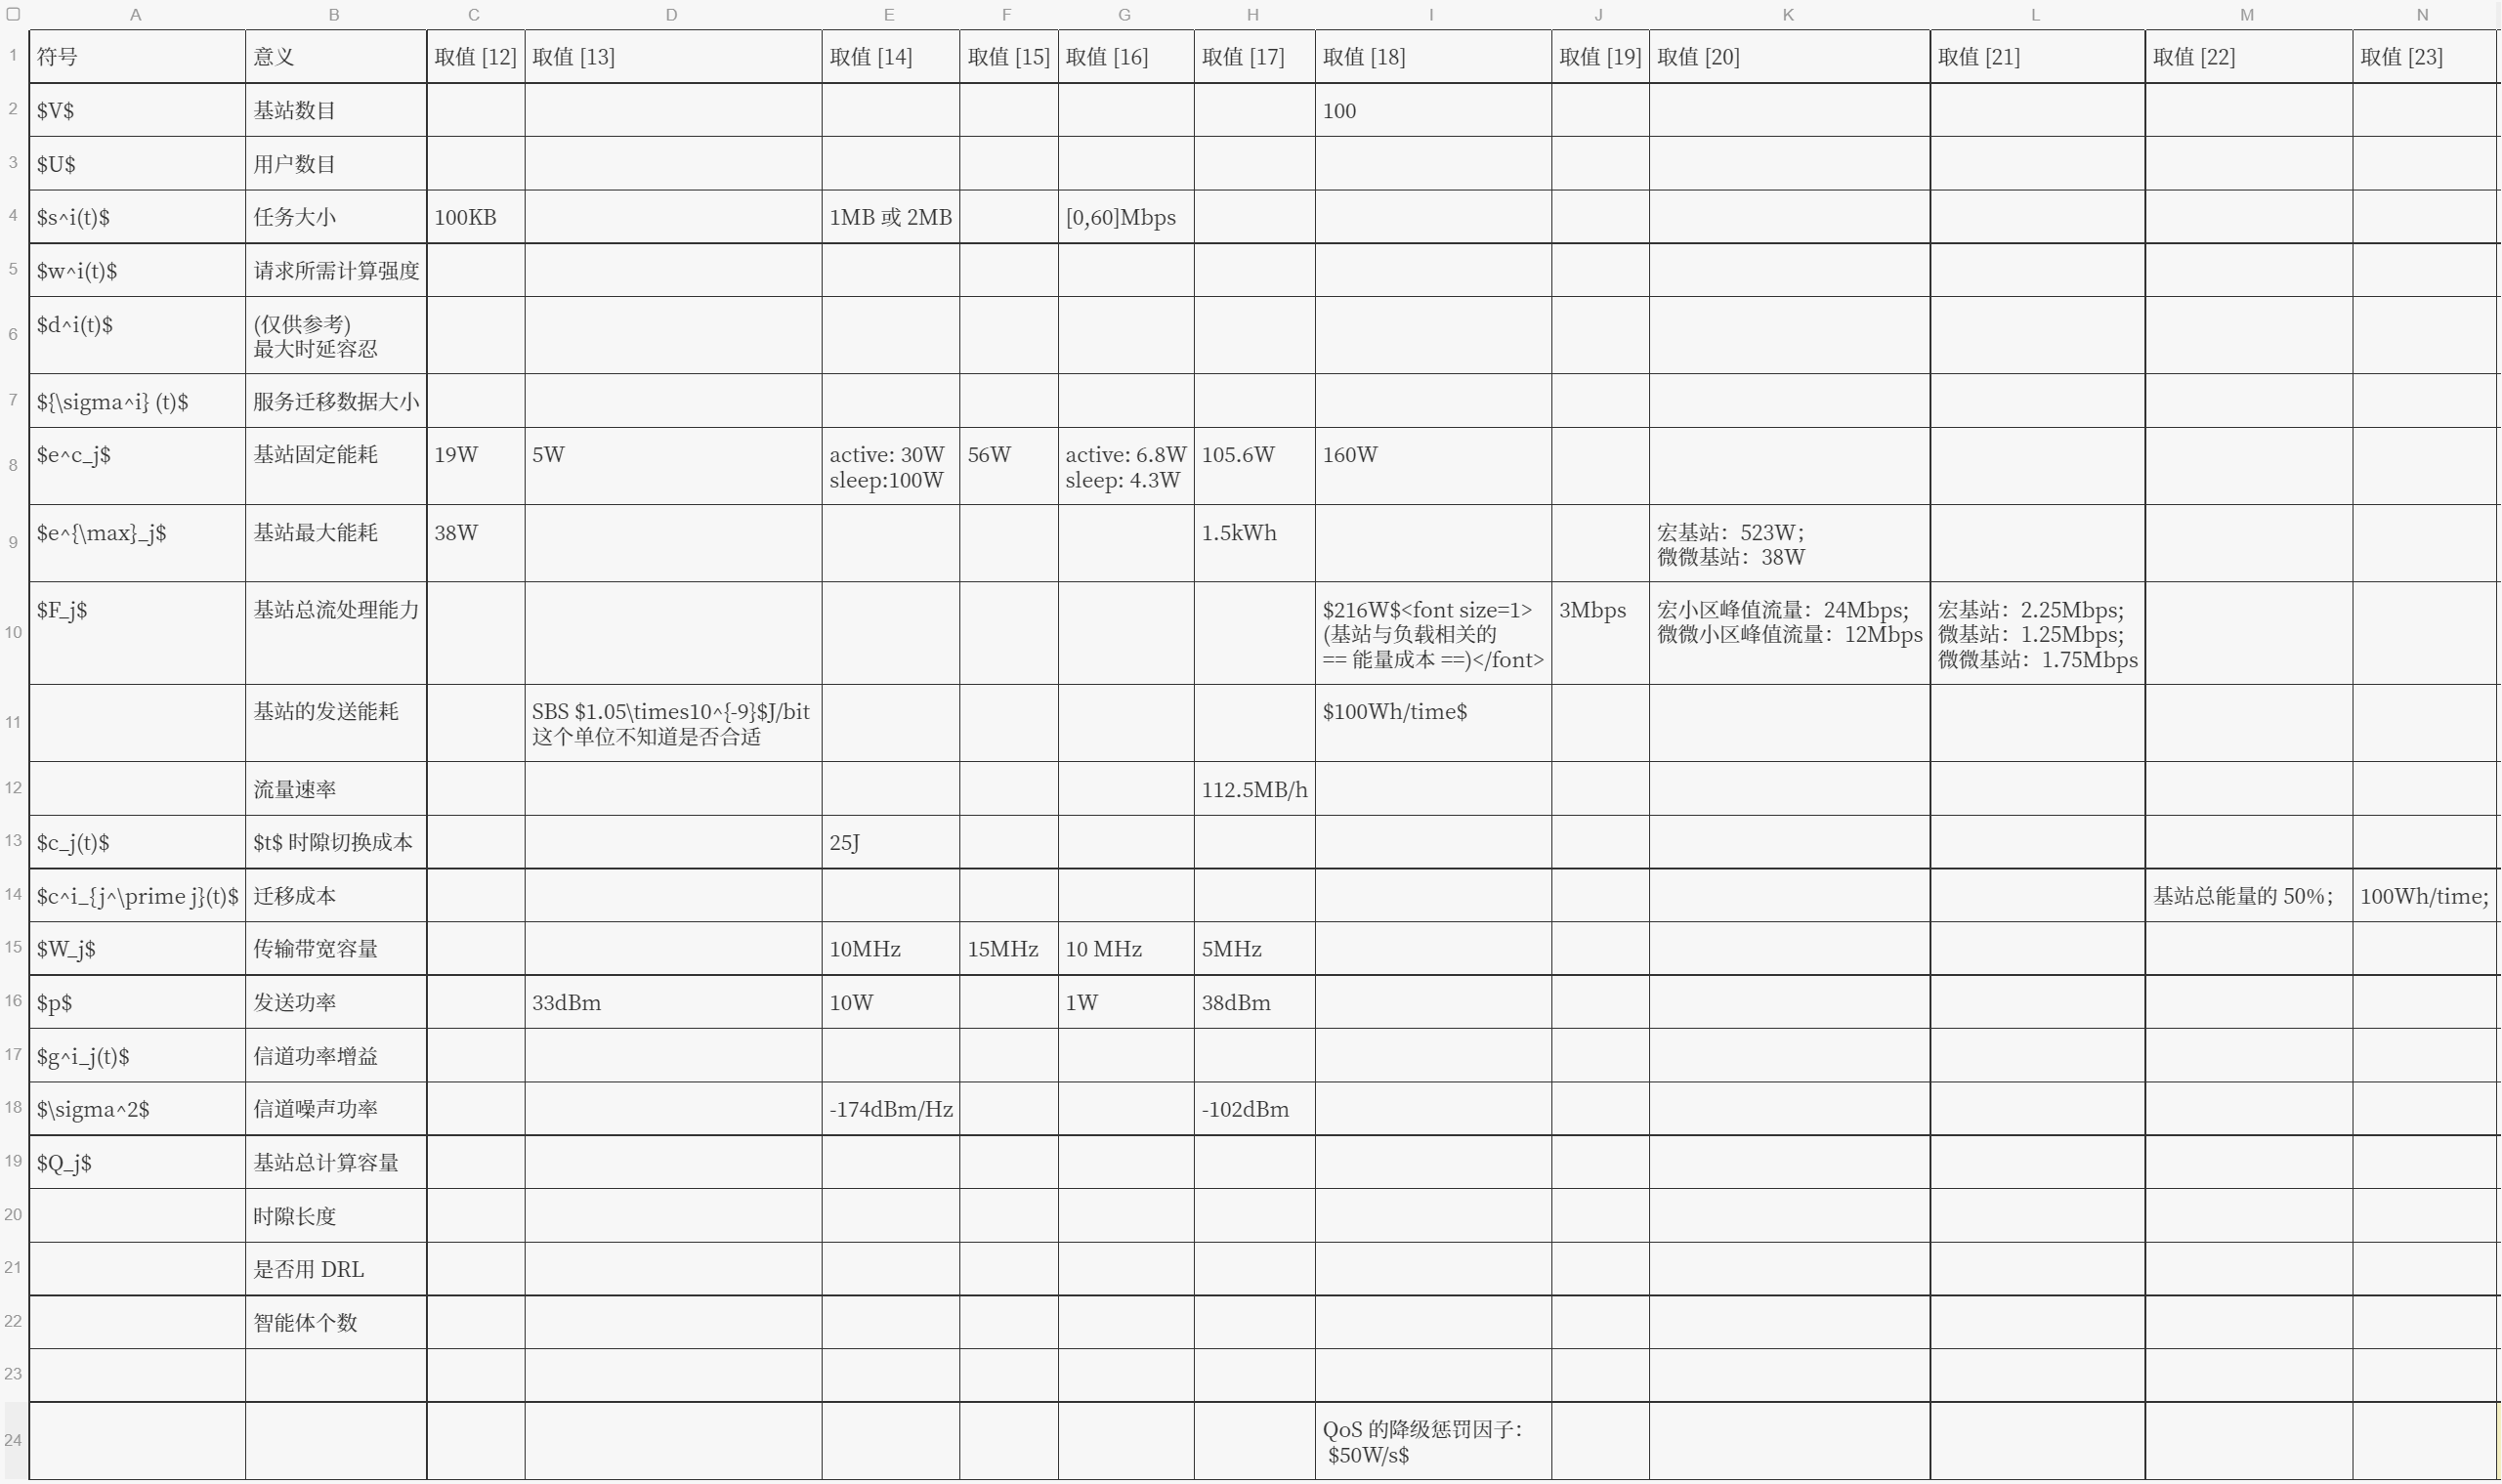 A B C D E F G H I J K L M N
1 符号 意义 取值 [12] 取值 [13] 取值 [14] 取值 [15] 取值 [16] 取值 [17] 取值 [18] 取值 [19] 取值 [20] 取值 [21] 取值 [22] 取值 [23]
2 $V$ 基站数目 100
3 $U$ 用户数目
4 $s^i(t)$ 任务大小 100KB 1MB 或 2MB [0,60]Mbps
5 $w^i(t)$ 请求所需计算强度
6 $d^i(t)$ (仅供参考)
最大时延容忍
7 ${\sigma^i} (t)$ 服务迁移数据大小
8 $e^c_j$ 基站固定能耗 19W 5W active: 30W 56W active: 6.8W 105.6W 160W
sleep:100W sleep: 4.3W
9 $e^{\max}_j$ 基站最大能耗 38W 1.5kWh 宏基站：523W；
微微基站：38W
10 $F_j$ 基站总流处理能力 $216W$<font size=1> 3Mbps 宏小区峰值流量：24Mbps; 宏基站：2.25Mbps;
(基站与负载相关的 微微小区峰值流量：12Mbps 微基站：1.25Mbps;
== 能量成本 ==)</font> 微微基站：1.75Mbps
11 基站的发送能耗 SBS $1.05\times10^{-9}$J/bit $100Wh/time$
这个单位不知道是否合适
12 流量速率 112.5MB/h
13 $c_j(t)$ $t$ 时隙切换成本 25J
14 $c^i_{j^\prime j}(t)$ 迁移成本 基站总能量的 50%； 100Wh/time;
15 $W_j$ 传输带宽容量 10MHz 15MHz 10 MHz 5MHz
16 $p$ 发送功率 33dBm 10W 1W 38dBm
17 $g^i_j(t)$ 信道功率增益
18 $\sigma^2$ 信道噪声功率 -174dBm/Hz -102dBm
19 $Q_j$ 基站总计算容量
20 时隙长度
21 是否用 DRL
22 智能体个数
23
24 QoS 的降级惩罚因子：
$50W/s$